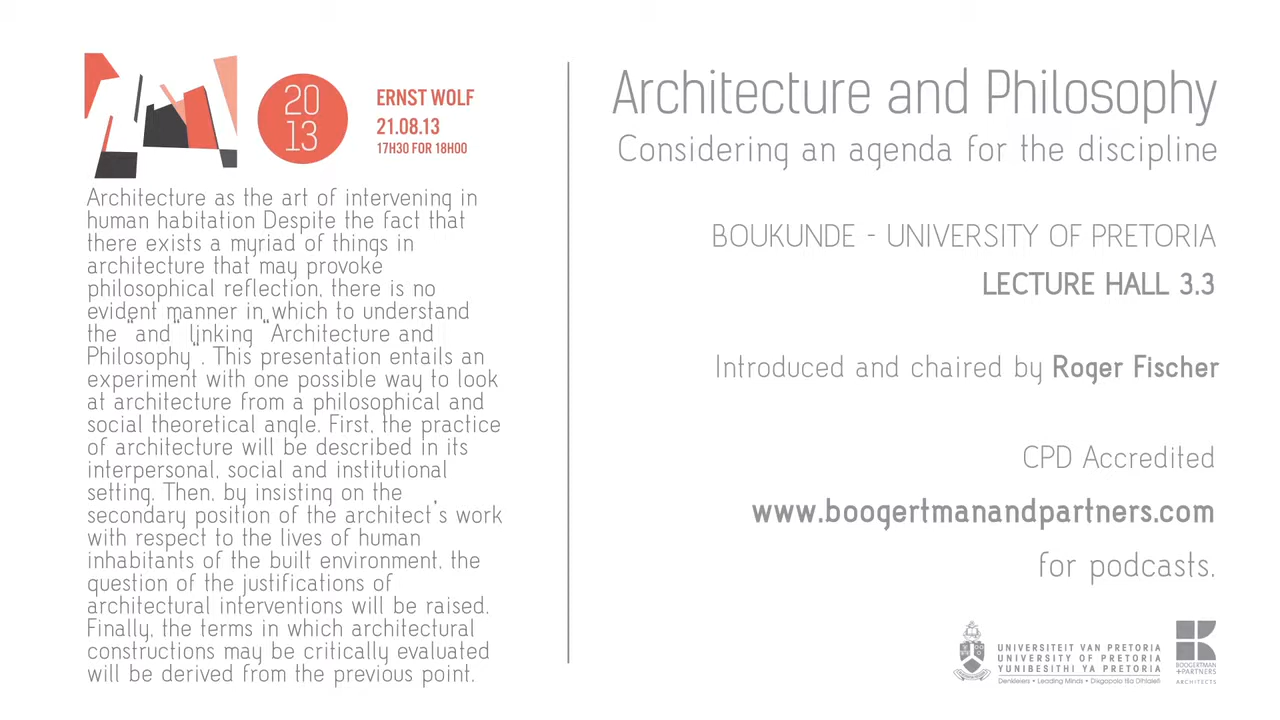 20
13
ERNST WOLF
21.08.13
17H30 FOR 18H00
Architecture as the art of intervening in
human habitation Despite the fact that
there exists a myriad of things in
architecture that may provoke
philosophical reflection, there is no
evident manner in which to understand
the "and" linking "Architecture and
Philosophy". This presentation entails an
experiment with one possible way to look
at architecture from a philosophical and
social theoretical angle. First, the practice
of architecture will be described in its
interpersonal, social and institutional
setting. Then, by insisting on the
secondary position of the architect's work
with respect to the lives of human
inhabitants of the built environment, the
question of the justifications of
architectural interventions will be raised.
Finally, the terms in which architectural
constructions may be critically evaluated
will be derived from the previous point.
Architecture and Philosophy
Considering an agenda for the discipline
BOUKUNDE - UNIVERSITY OF PRETORIA
LECTURE HALL 3.3
Introduced and chaired by Roger Fischer
CPD Accredited
www.boogertmanandpartners.com
for podcasts.
UNIVERSITEIT VAN PRETORIA
UNIVERSITY OF PRETORIA
YUNIBESITHI YA PRETORIA
Denkleiers • Leading Minds • Dikgopolo tša Dihlalefi
BOOGERTMAN
+PARTNERS
ARCHITECTS